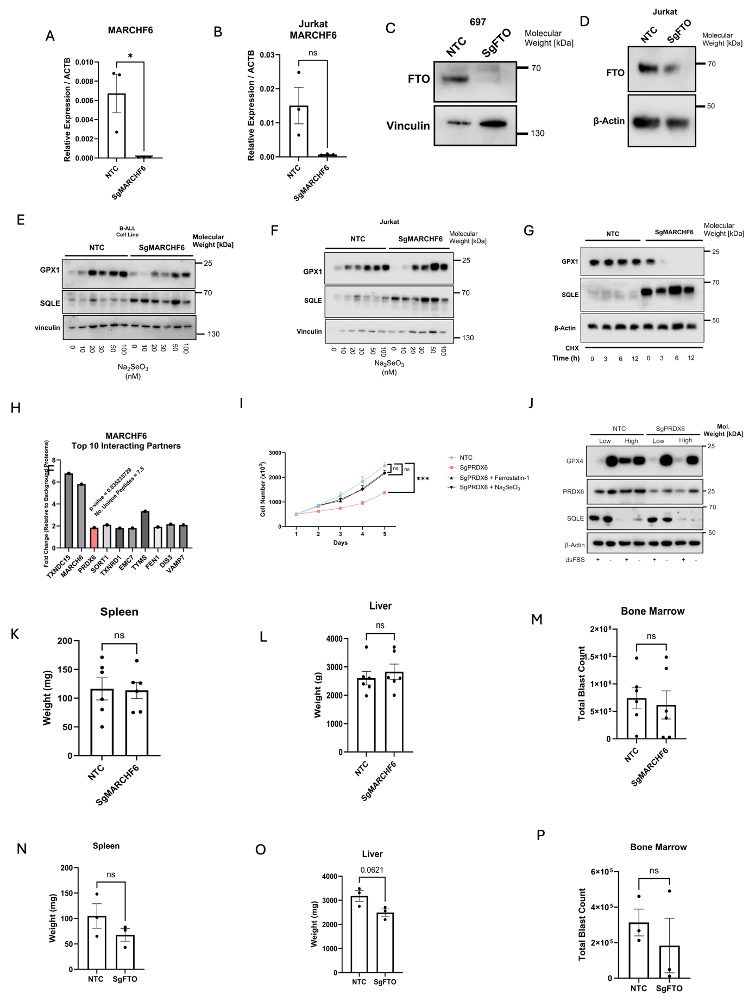 A
MARCHF6
Relative Expression / ACTB
0.010
0.008
0.006
0.004
0.002
0.000
*
NTC
SgMARCHF6
B
Jurkat
MARCHF6
Relative Expression / ACTB
0.03
0.02
0.01
0.00
ns
NTC
SgMARCHF6
C
697
NTC
SgFTO
Molecular
Weight [kDa]
FTO
70
Vinculin
130
D
Jurkat
NTC
SgFTO
Molecular
Weight [kDa]
FTO
70
50
β-Actin
E
B-ALL
Cell Line
NTC
SgMARCHF6
Molecular
Weight [kDa]
GPX1
25
SQLE
70
vinculin
130
0 10 20 30 50 100 0 10 20 30 50 100
Na₂SeO₃
(nM)
F
Jurkat
NTC
SgMARCHF6
Molecular
Weight [kDa]
GPX1
25
SQLE
70
Vinculin
130
0 10 20 30 50 100 0 10 20 30 50 100
Na₂SeO₃
(nM)
G
NTC
SgMARCHF6
Molecular
Weight [kDa]
GPX1
25
SQLE
70
β-Actin
50
CHX
Time (h) 0 3 6 12 0 3 6 12
H
MARCHF6
Top 10 Interacting Partners
F
Fold Change (Relative to Background Proteome)
8
6
4
2
0
p-value = 0.035235729
No. Unique Peptides = 7.5
TXNDC15
MARCH6
PRDX6
SORT1
TXNRD1
EMC7
TYMS
FEN1
DIS3
VAMP7
I
Cell Number (x10³)
3000
2000
1000
0
1 2 3 4 5
Days
ns
ns
***
NTC
SgPRDX6
SgPRDX6 + Ferrostatin-1
SgPRDX6 + Na₂SeO₃
J
NTC
SgPRDX6
Mol.
Weight [kDA]
Low High Low High
GPX4
25
PRDX6
25
SQLE
70
50
β-Actin
dsFBS + - + - + - + -
K
Spleen
Weight (mg)
200
150
100
50
0
ns
NTC
SgMARCHF6
L
Liver
Weight (g)
4000
3000
2000
1000
0
ns
NTC
SgMARCHF6
M
Bone Marrow
Total Blast Count
2×10⁶
1.5×10⁶
1×10⁶
5×10⁵
0
ns
NTC
SgMARCHF6
N
Spleen
Weight (mg)
200
150
100
50
0
ns
NTC SgFTO
O
Liver
Weight (mg)
4000
3000
2000
1000
0
0.0621
NTC SgFTO
P
Bone Marrow
Total Blast Count
6×10⁵
4×10⁵
2×10⁵
0
ns
NTC SgFTO